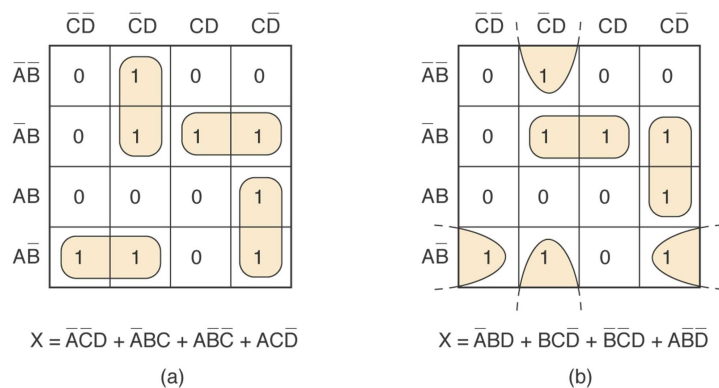 C̄D̄ C̄D CD CD̄
ĀB̄ 0 1 0 0
ĀB 0 1 1 1
AB 0 0 0 1
AB̄ 1 1 0 1
X = ĀC̄D + ĀBC + AB̄C̄ + ACD̄
(a)
C̄D̄ C̄D CD CD̄
ĀB̄ 0 1 0 0
ĀB 0 1 1 1
AB 0 0 0 1
AB̄ 1 1 0 1
X = ĀBD + BCD̄ + B̄C̄D + AB̄D̄
(b)